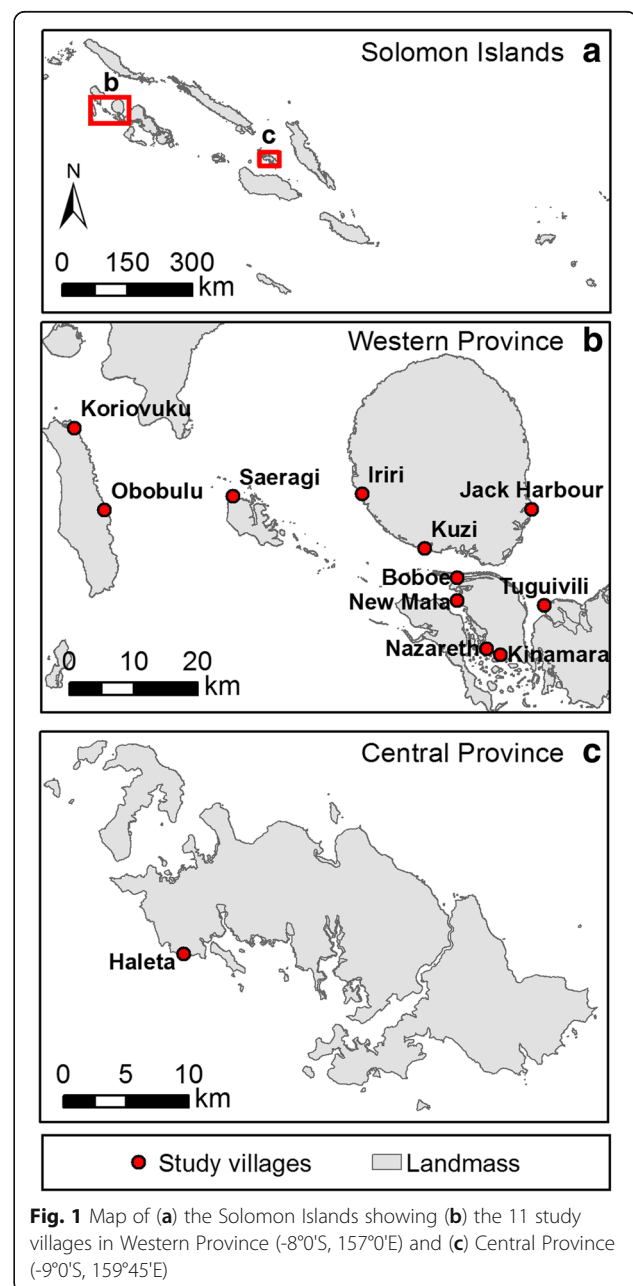 Solomon Islands a
b
c
N
0 150 300
km
Western Province b
Koriovuku
Obobulu
Saeragi
Iriri
Jack Harbour
Kuzi
Boboe
Tuguivili
New Mala
Nazareth
Kinamara
0 10 20
km
Central Province c
Haleta
0 5 10
km
Study villages Landmass
Fig. 1 Map of (a) the Solomon Islands showing (b) the 11 study
villages in Western Province (-8°0'S, 157°0'E) and (c) Central Province
(-9°0'S, 159°45'E)